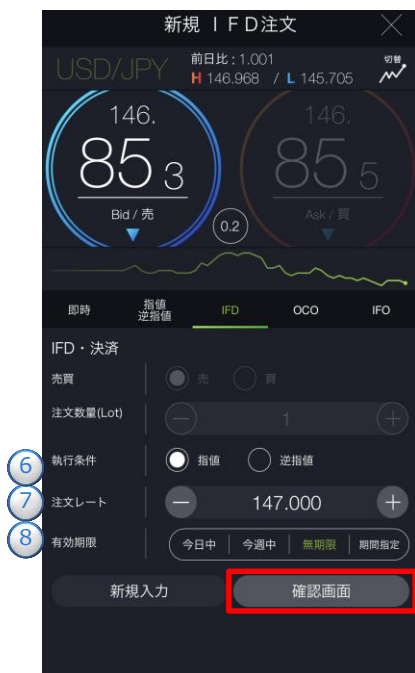 新規 IFD注文
USD/JPY
前日比：1.001
H 146.968 / L 145.705
切替
146.
85 3
Bid / 売
0.2
146.
85 5
Ask / 買
即時
指値
逆指値
IFD
OCO
IFO
IFD・決済
売買
売
買
注文数量(Lot)
1
6
執行条件
指値
逆指値
7
注文レート
147.000
8
有効期限
今日中
今週中
無期限
期間指定
新規入力
確認画面